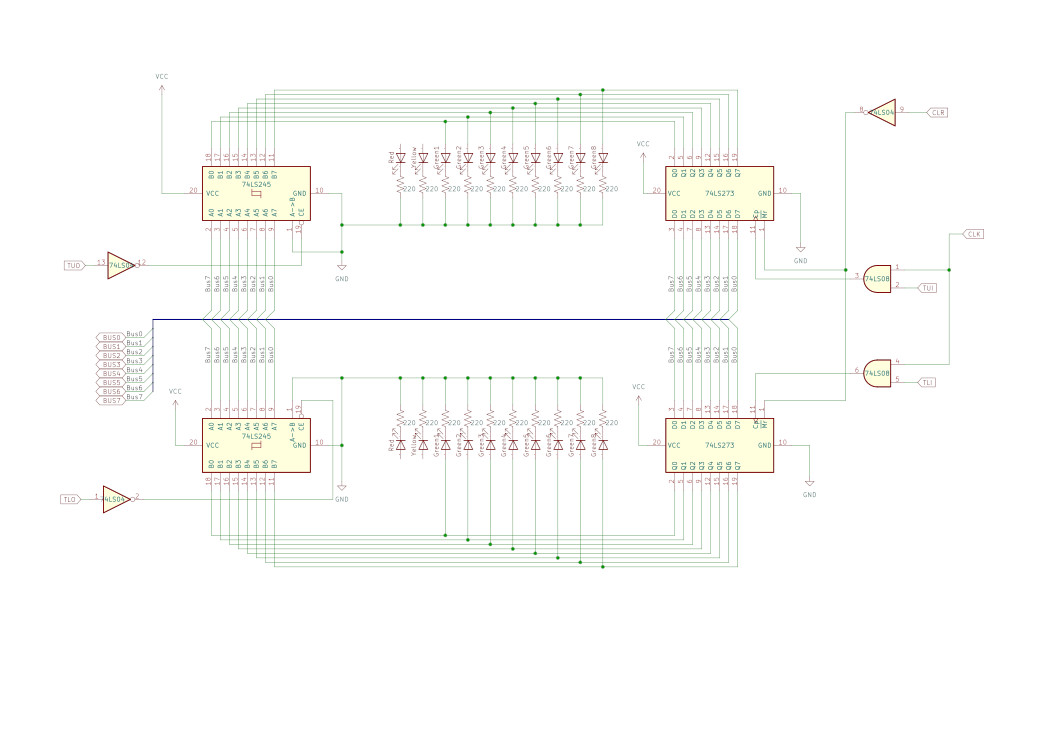 VCC
18 17 16 15 14 13 12 11
B0 B1 B2 B3 B4 B5 B6 B7
74LS245
20 VCC GND 10
A0 A1 A2 A3 A4 A5 A6 A7 A->B CE
2 3 4 5 6 7 8 9 1 19
Red Yellow Green1 Green2 Green3 Green4 Green5 Green6 Green7 Green8
220 220 220 220 220 220 220 220 220 220
GND
VCC
2 5 6 9 12 15 16 19
Q0 Q1 Q2 Q3 Q4 Q5 Q6 Q7
74LS273
20 VCC GND 10
D0 D1 D2 D3 D4 D5 D6 D7 Cp Mr
3 4 7 8 13 14 17 18 11 1
GND
8 74LS04 9 CLR
CLK
TUO 13 74LS04 12
3 74LS08 1
2 TUI
Bus7 Bus6 Bus5 Bus4 Bus3 Bus2 Bus1 Bus0
Bus7 Bus6 Bus5 Bus4 Bus3 Bus2 Bus1 Bus0
BUS0 Bus0
BUS1 Bus1
BUS2 Bus2
BUS3 Bus3
BUS4 Bus4
BUS5 Bus5
BUS6 Bus6
BUS7 Bus7
Bus7 Bus6 Bus5 Bus4 Bus3 Bus2 Bus1 Bus0
Bus7 Bus6 Bus5 Bus4 Bus3 Bus2 Bus1 Bus0
6 74LS08 4
5 TLI
VCC
2 3 4 5 6 7 8 9 1 19
A0 A1 A2 A3 A4 A5 A6 A7 A->B CE
74LS245
20 VCC GND 10
B0 B1 B2 B3 B4 B5 B6 B7
18 17 16 15 14 13 12 11
GND
220 220 220 220 220 220 220 220 220 220
Red Yellow Green1 Green2
VCC
3 4 7 8 13 14 17 18 11 1
D0 D1 D2 D3 D4 D5 D6 D7 Cp Mr
74LS273
20 VCC GND 10
Q0 Q1 Q2 Q3 Q4 Q5 Q6 Q7
2 5 6 9 12 15 16 19
GND
TLO 1 74LS04 2